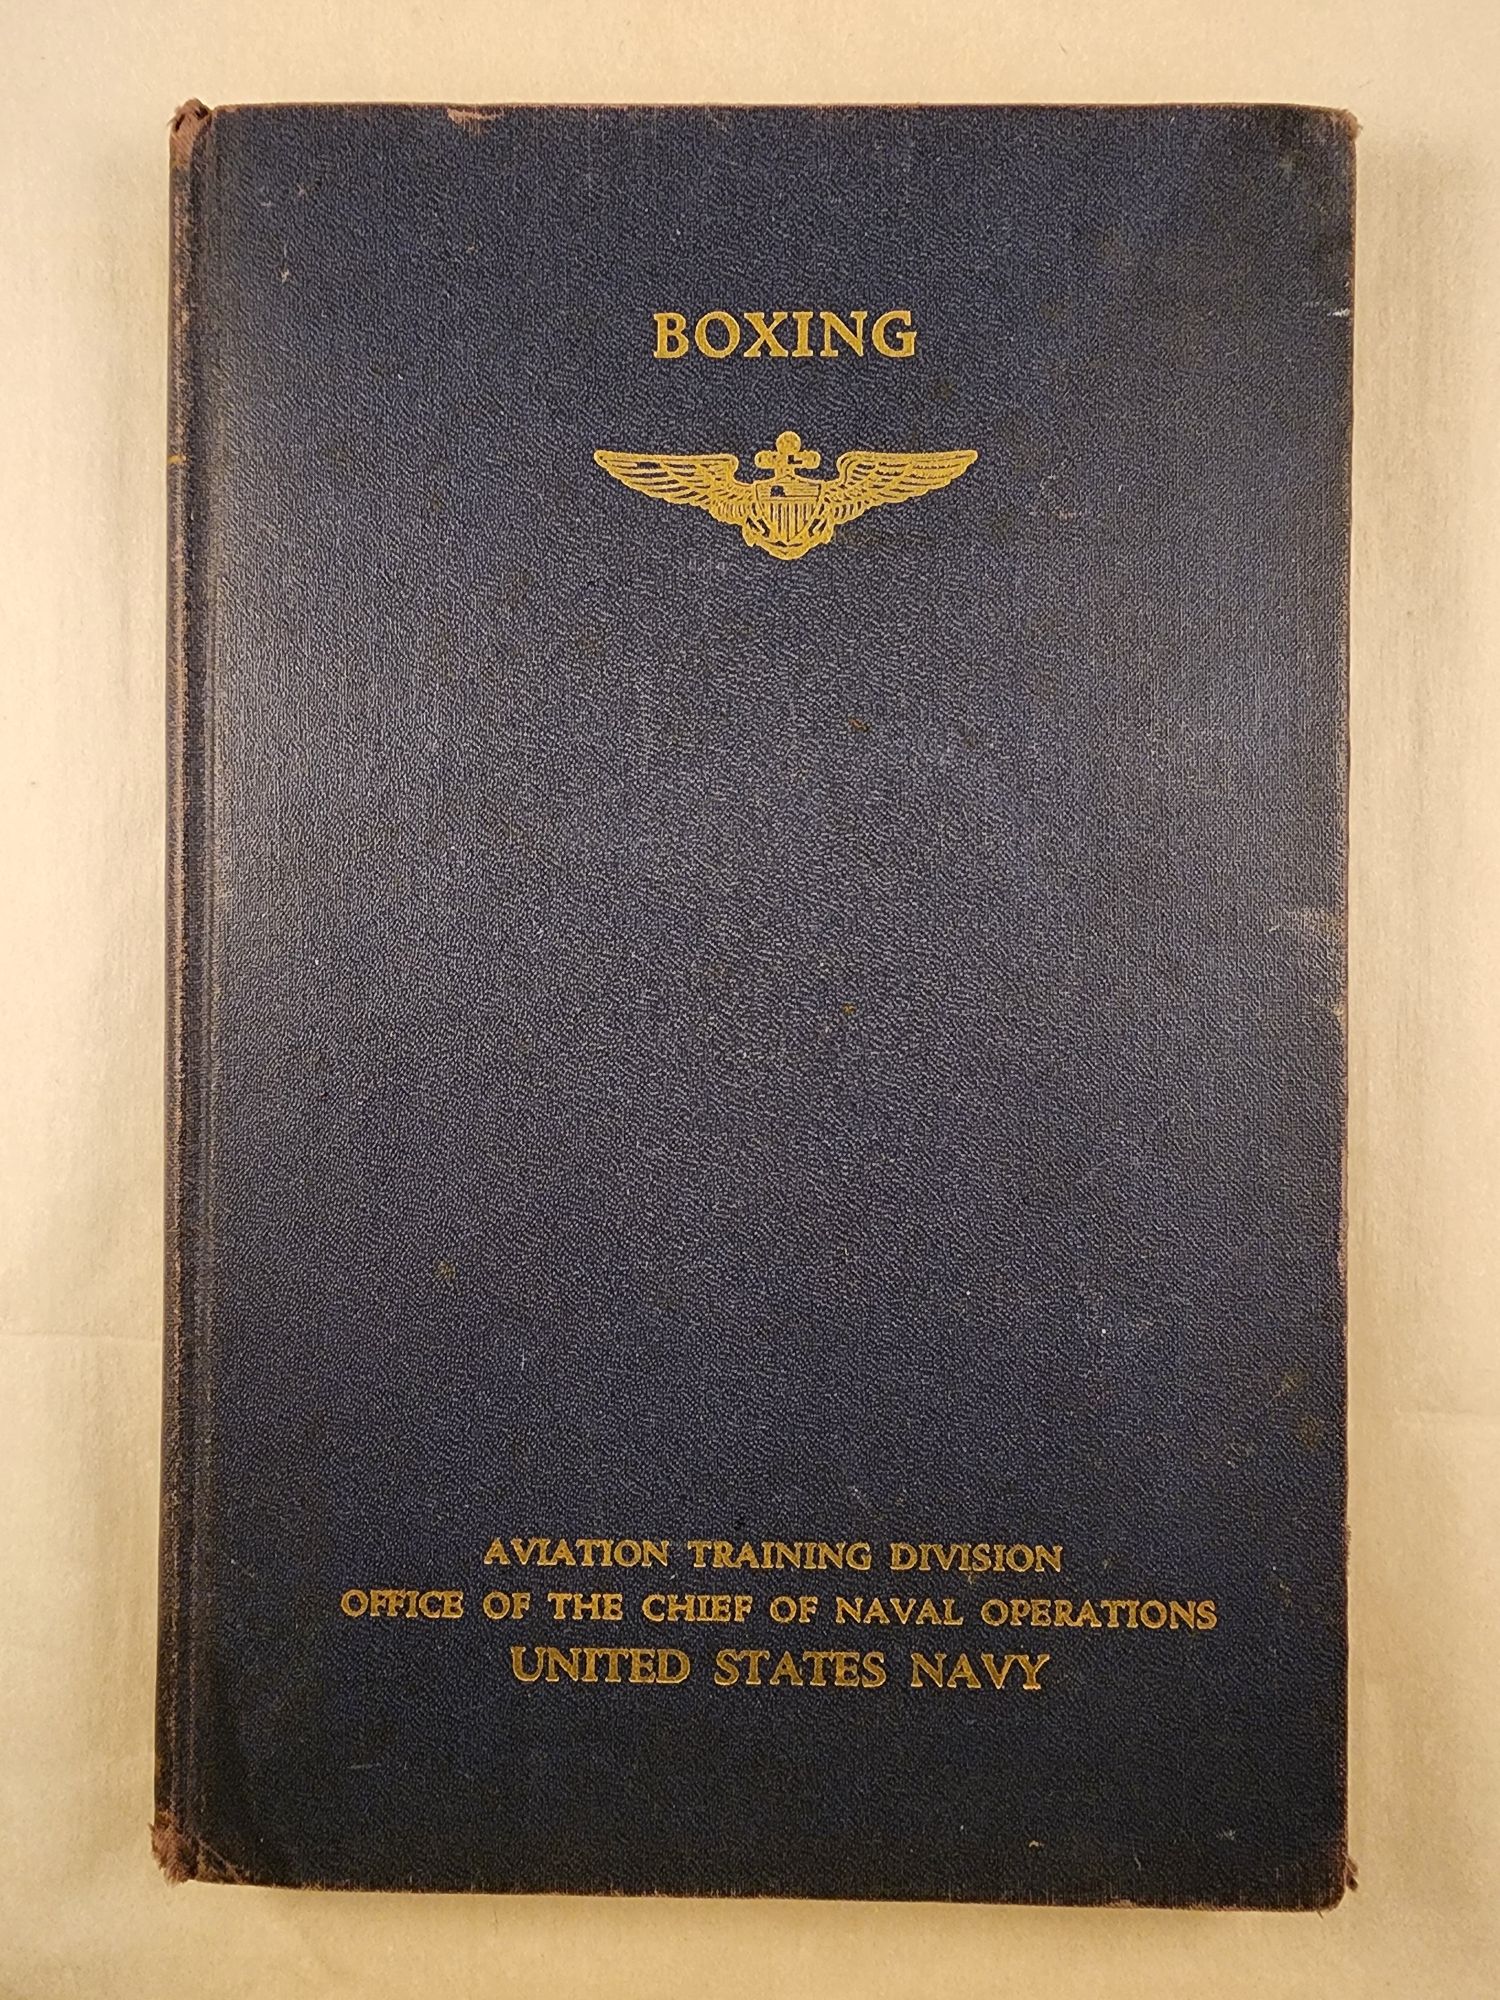 BOXING
AVIATION TRAINING DIVISION
OFFICE OF THE CHIEF OF NAVAL OPERATIONS
UNITED STATES NAVY